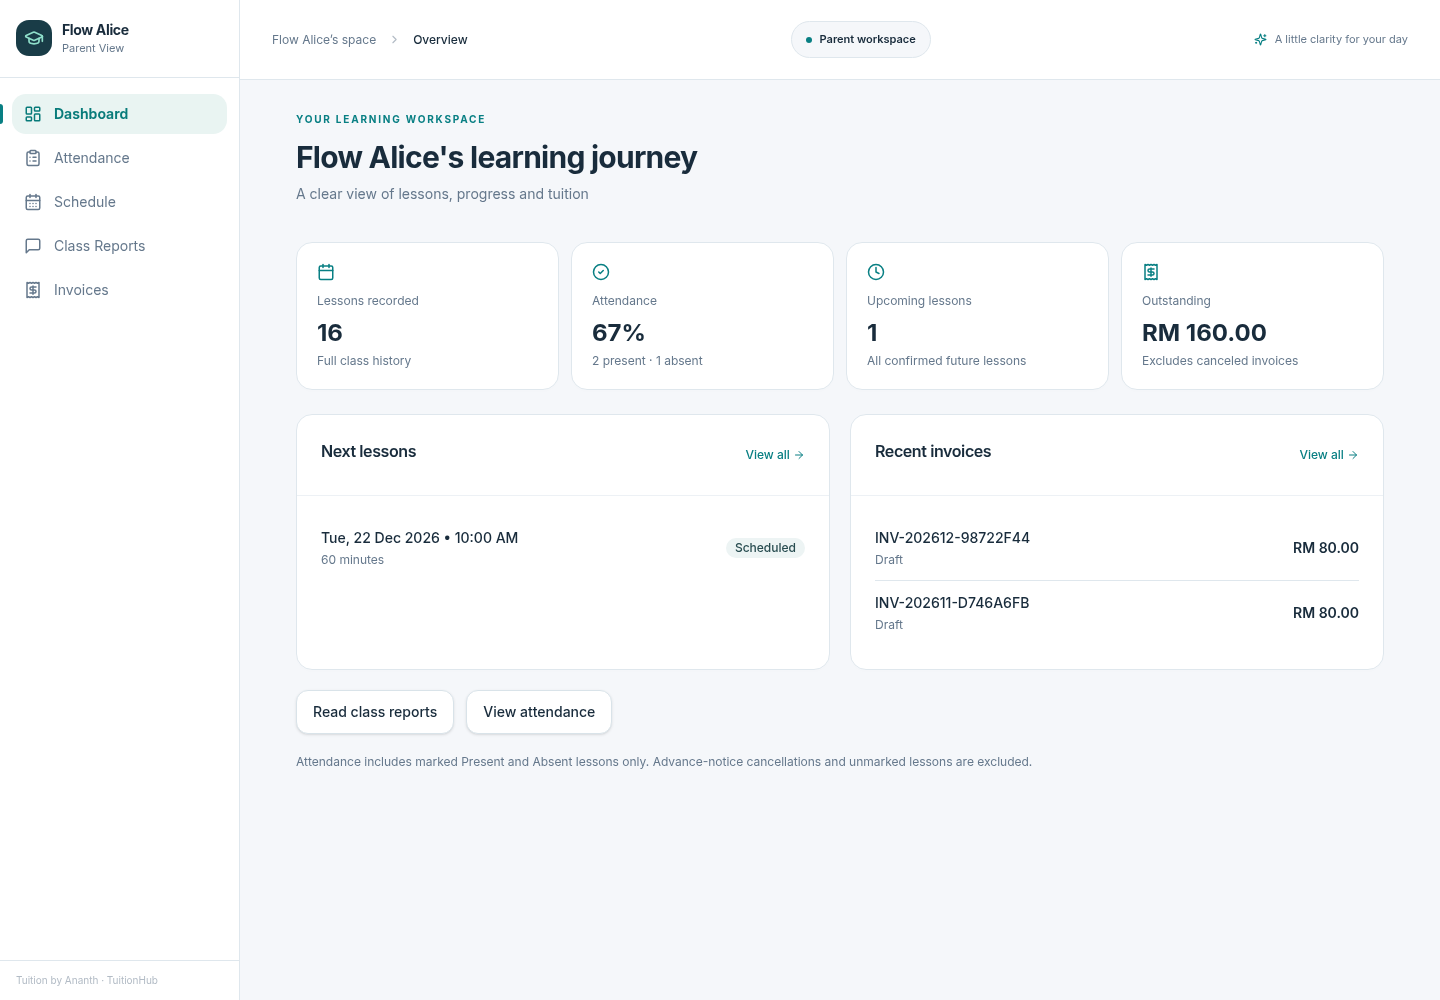 Flow Alice
Parent View
Dashboard
Attendance
Schedule
Class Reports
Invoices
Tuition by Ananth · TuitionHub
Flow Alice’s space > Overview
Parent workspace
A little clarity for your day
YOUR LEARNING WORKSPACE
Flow Alice's learning journey
A clear view of lessons, progress and tuition
Lessons recorded
16
Full class history
Attendance
67%
2 present · 1 absent
Upcoming lessons
1
All confirmed future lessons
Outstanding
RM 160.00
Excludes canceled invoices
Next lessons
View all →
Tue, 22 Dec 2026 • 10:00 AM
60 minutes
Scheduled
Recent invoices
View all →
INV-202612-98722F44
Draft
RM 80.00
INV-202611-D746A6FB
Draft
RM 80.00
Read class reports
View attendance
Attendance includes marked Present and Absent lessons only. Advance-notice cancellations and unmarked lessons are excluded.